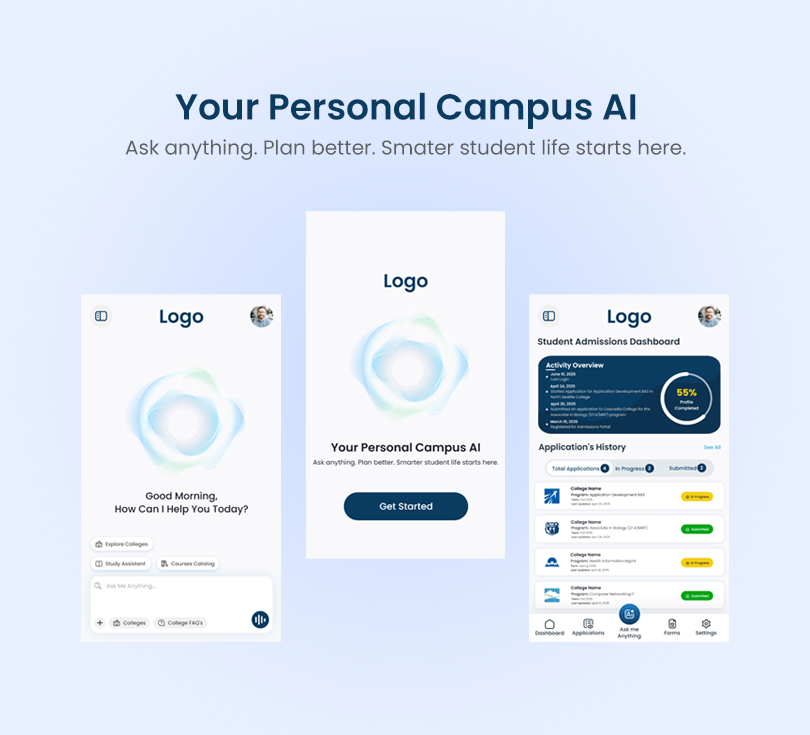 Your Personal Campus AI
Ask anything. Plan better. Smater student life starts here.
Logo
Good Morning,
How Can I Help You Today?
Explore Colleges
Study Assistant
Courses Catalog
Ask Me Anything...
Colleges
College FAQ's
Logo
Your Personal Campus AI
Ask anything. Plan better. Smarter student life starts here.
Get Started
Logo
Student Admissions Dashboard
Activity Overview
June 10, 2025
Last Login
April 24, 2025
Started Application for Application Development BAS in
North Seattle College
April 20, 2025
Submitted an application to Cascadia College for the
Associate in Biology (DTA/MRP) program
March 15, 2025
Registered for Admissions Portal
55%
Profile
Completed
Application's History
See All
Total Applications 4
In Progress 2
Submitted 2
College Name
Program: Application Development BAS
In Progress
College Name
Program: Associate in Biology (DTA/MRP)
Submitted
College Name
Program: Health Information Mgmt
In Progress
College Name
Program: Computer Networking
Submitted
Dashboard
Applications
Ask me
Anything
Forms
Settings